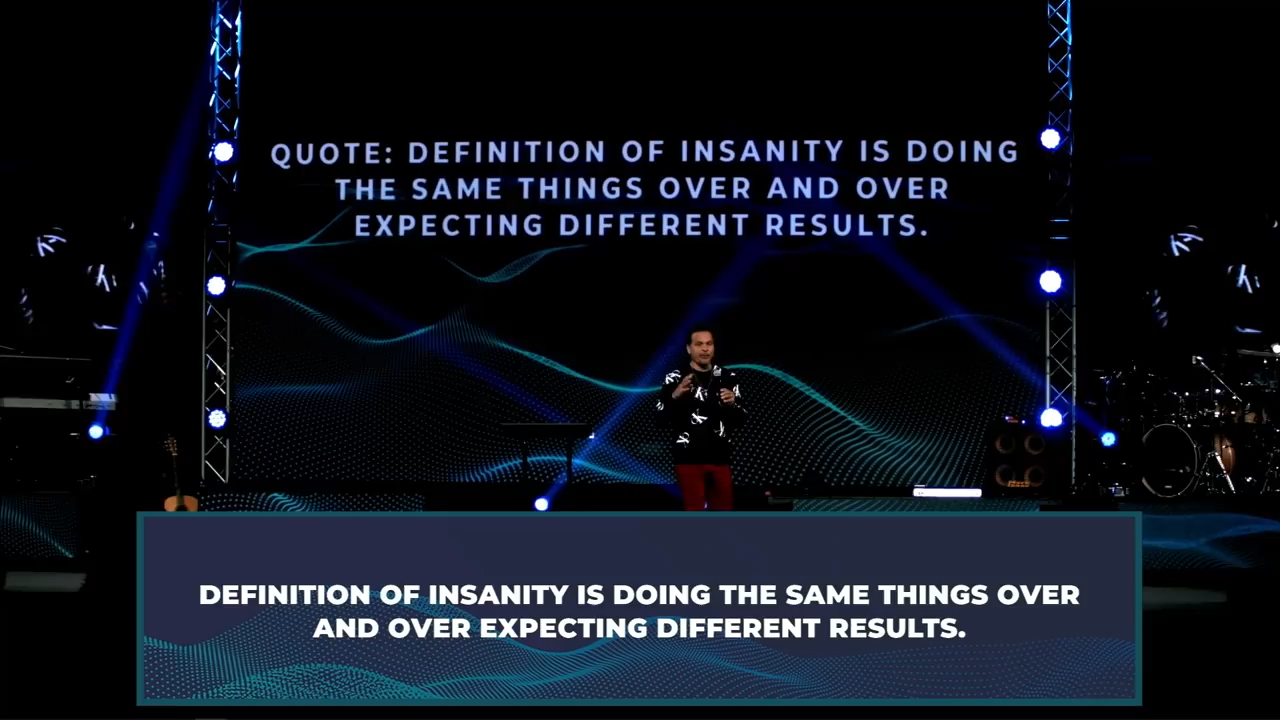 QUOTE: DEFINITION OF INSANITY IS DOING
THE SAME THINGS OVER AND OVER
EXPECTING DIFFERENT RESULTS.
DEFINITION OF INSANITY IS DOING THE SAME THINGS OVER
AND OVER EXPECTING DIFFERENT RESULTS.